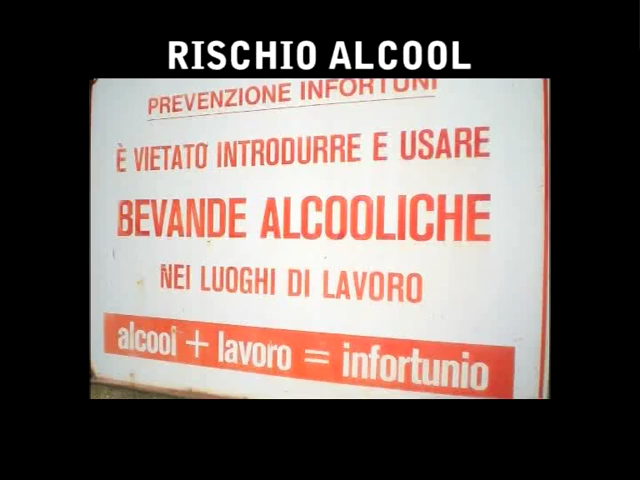 RISCHIO ALCOOL
PREVENZIONE INFORTUNI
È VIETATO INTRODURRE E USARE
BEVANDE ALCOOLICHE
NEI LUOGHI DI LAVORO
alcool + lavoro = infortunio